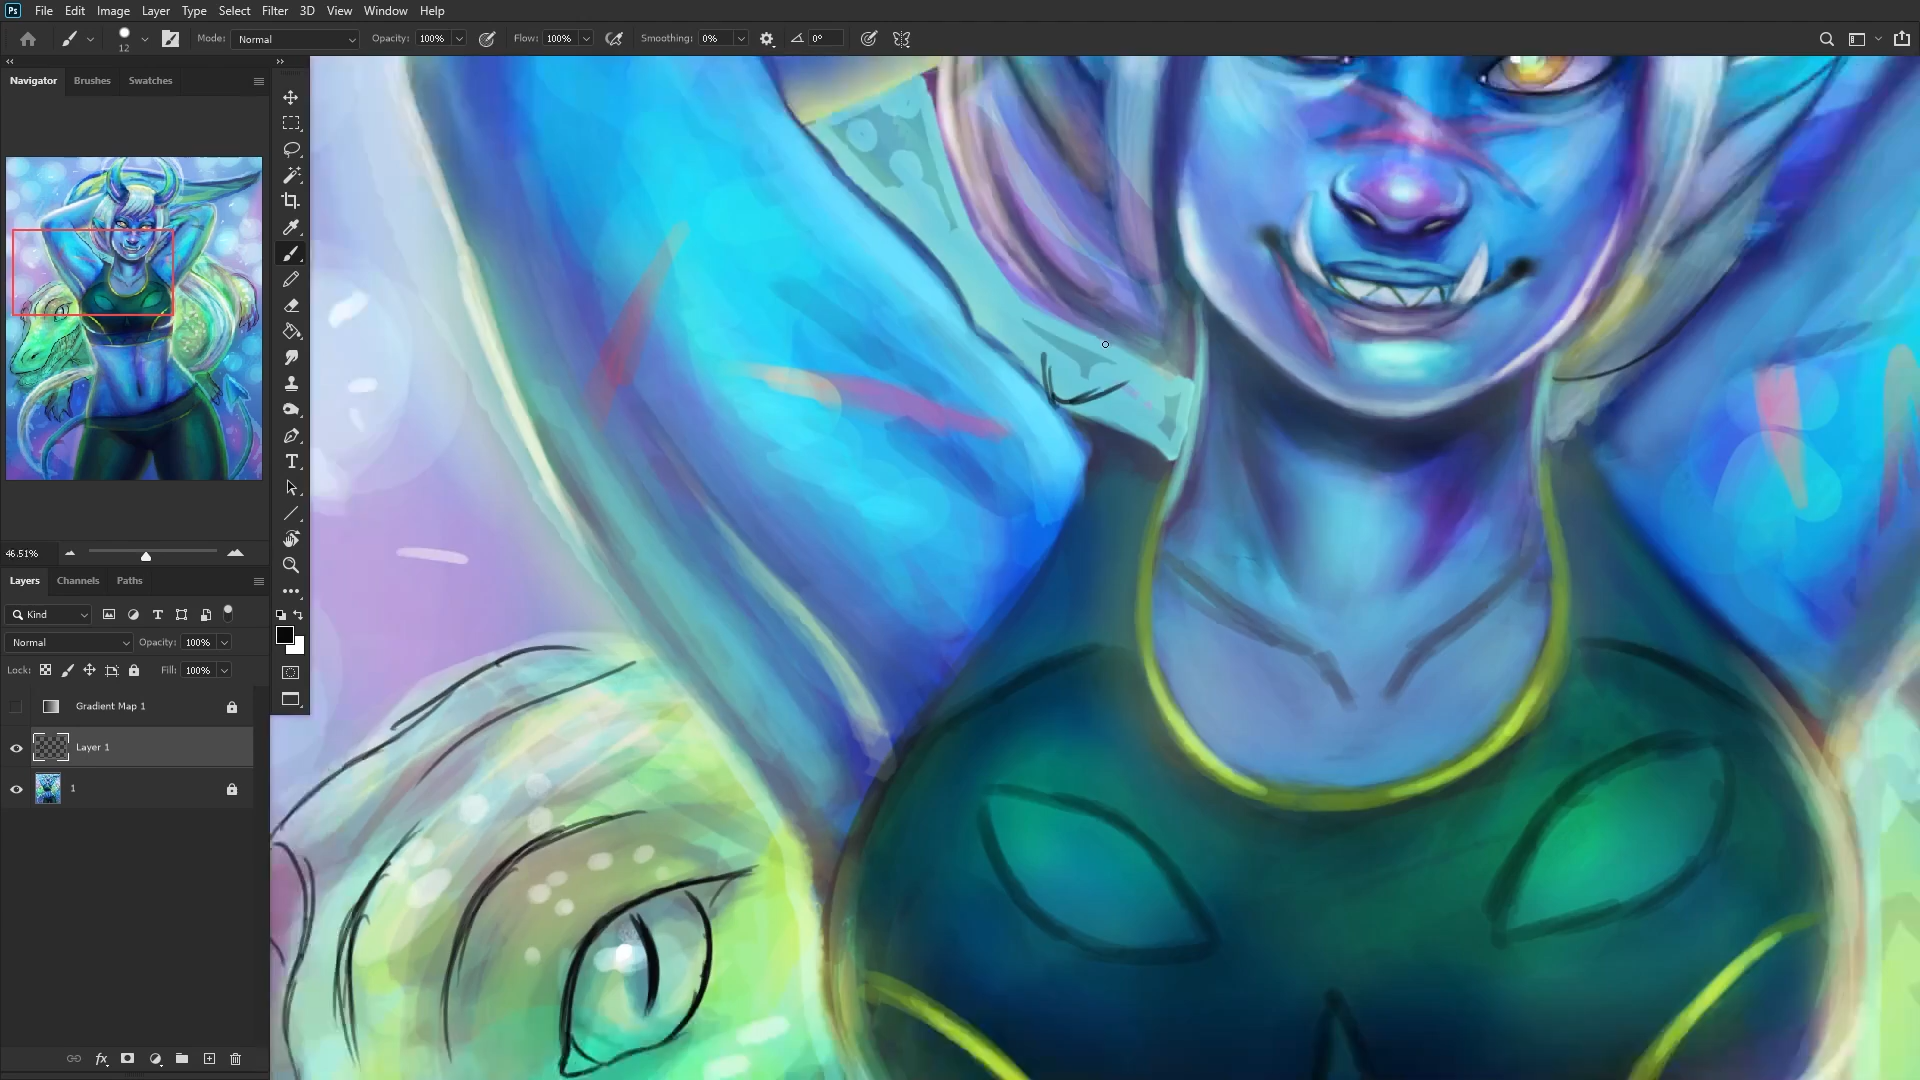 Ps File Edit Image Layer Type Select Filter 3D View Window Help
12 Mode: Normal Opacity: 100% Flow: 100% Smoothing: 0% 0°
Navigator Brushes Swatches
46.51%
Layers Channels Paths
Kind
Normal Opacity: 100%
Lock: Fill: 100%
Gradient Map 1
Layer 1
1